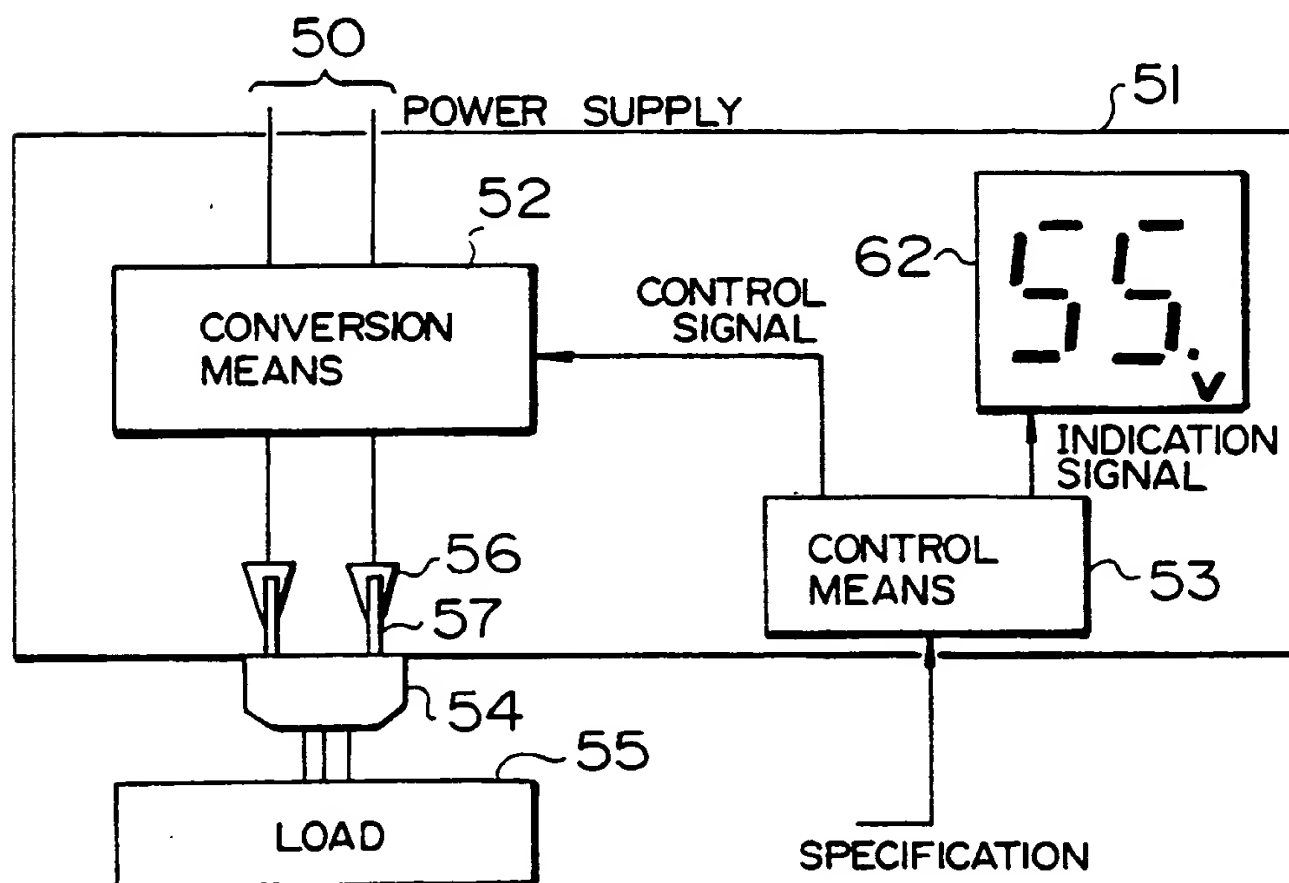 50
POWER SUPPLY
51
52
62
55.
V
CONVERSION
MEANS
CONTROL
SIGNAL
INDICATION
SIGNAL
56
57
CONTROL
MEANS
53
54
55
LOAD
SPECIFICATION